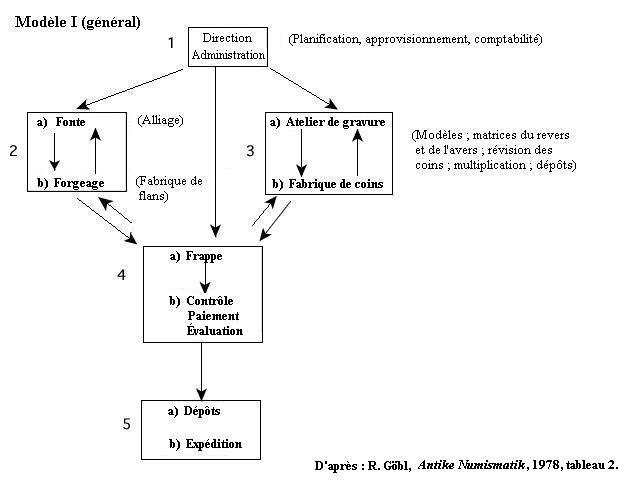 Modèle I (général)
1
Direction
Administration
(Planification, approvisionnement, comptabilité)
2
a) Fonte
(Alliage)
b) Forgeage
(Fabrique de
flans)
3
a) Atelier de gravure
b) Fabrique de coins
(Modèles ; matrices du revers
et de l'avers ; révision des
coins ; multiplication ; dépôts)
4
a) Frappe
b) Contrôle
Paiement
Évaluation
5
a) Dépôts
b) Expédition
D'après : R. Göbl, Antike Numismatik, 1978, tableau 2.